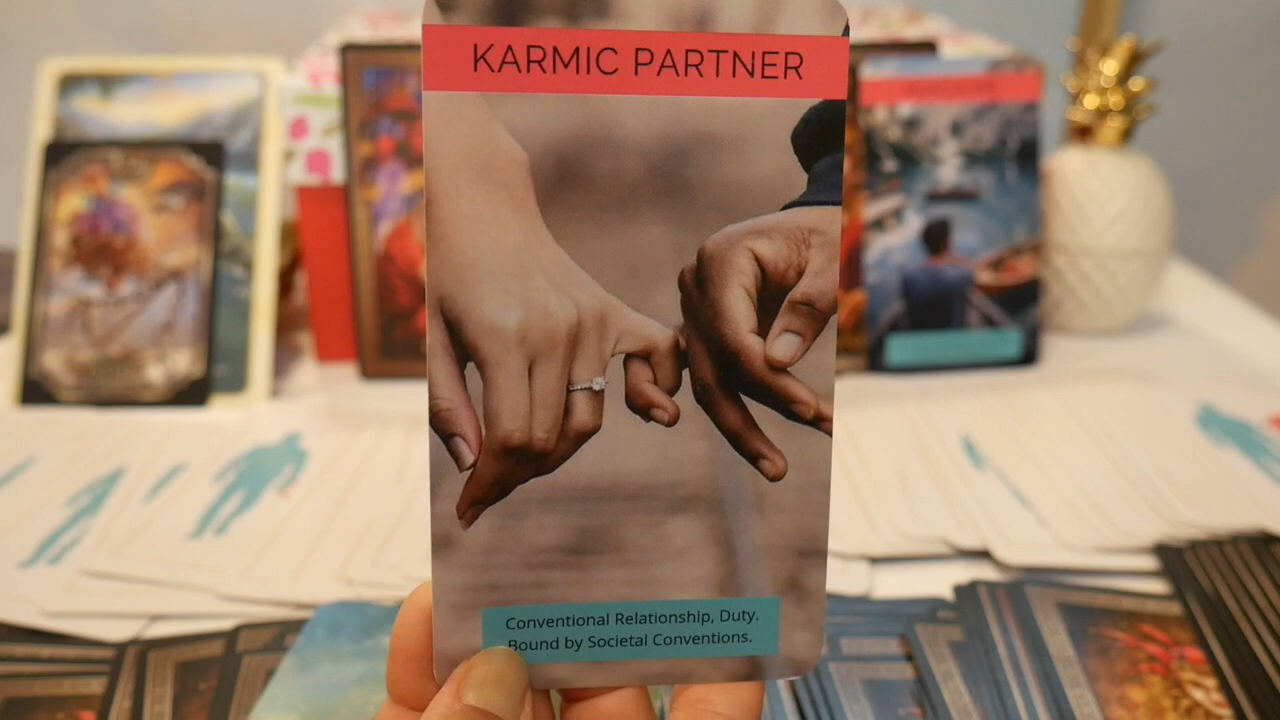 KARMIC PARTNER
Conventional Relationship, Duty.
Bound by Societal Conventions.